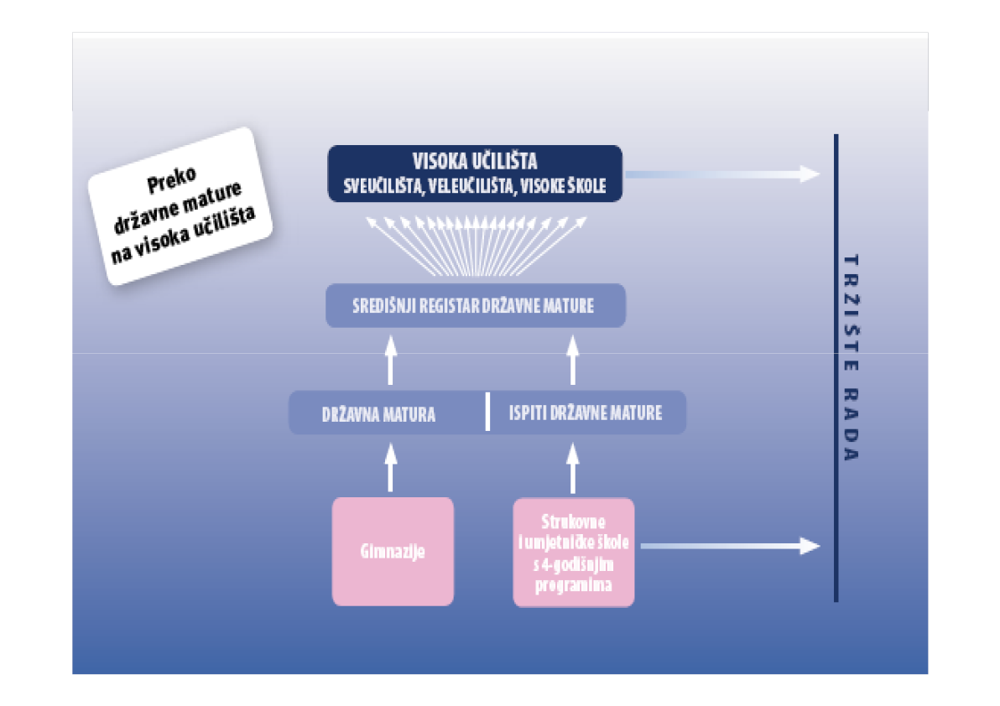 Preko
državne mature
na visoka učilišta
VISOKA UČILIŠTA
SVEUČILIŠTA, VELEUČILIŠTA, VISOKE ŠKOLE
SREDIŠNJI REGISTAR DRŽAVNE MATURE
DRŽAVNA MATURA
ISPITI DRŽAVNE MATURE
Gimnazije
Strukovne
i umjetničke škole
s 4-godišnjim
programima
TRŽIŠTE RADA